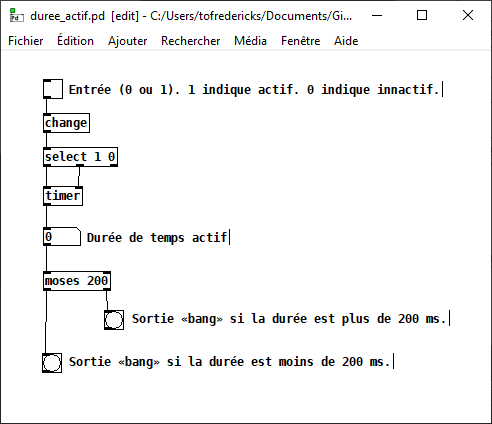 duree_actif.pd [edit] - C:/Users/tofredericks/Documents/Gi...
Fichier Édition Ajouter Rechercher Média Fenêtre Aide
Entrée (0 ou 1). 1 indique actif. 0 indique innactif.
change
select 1 0
timer
0 Durée de temps actif
moses 200
Sortie «bang» si la durée est plus de 200 ms.
Sortie «bang» si la durée est moins de 200 ms.